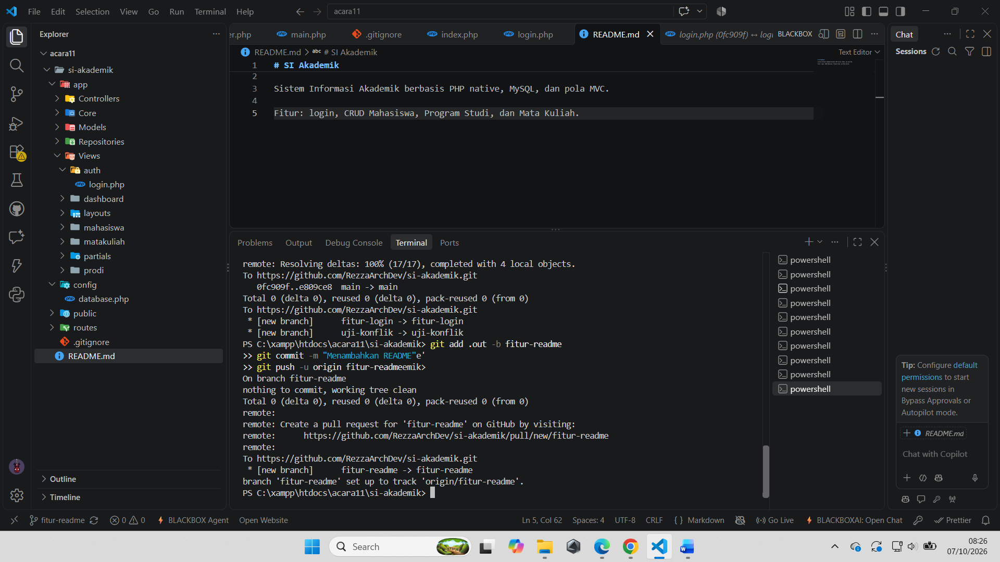 File Edit Selection View Go Run Terminal Help
acara11
Explorer
acara11
si-akademik
app
Controllers
Core
Models
Repositories
Views
auth
login.php
dashboard
layouts
mahasiswa
matakuliah
partials
prodi
config
database.php
public
routes
.gitignore
README.md
Outline
Timeline
er.php main.php .gitignore index.php login.php README.md login.php (0fc909f) ↔ logi BLACKBOX
README.md > # SI Akademik
Text Editor
1 # SI Akademik
2
3 Sistem Informasi Akademik berbasis PHP native, MySQL, dan pola MVC.
4
5 Fitur: login, CRUD Mahasiswa, Program Studi, dan Mata Kuliah.
Problems Output Debug Console Terminal Ports
remote: Resolving deltas: 100% (17/17), completed with 4 local objects.
To https://github.com/RezzaArchDev/si-akademik.git
0fc909f..e809ce8 main -> main
Total 0 (delta 0), reused 0 (delta 0), pack-reused 0 (from 0)
To https://github.com/RezzaArchDev/si-akademik.git
* [new branch] fitur-login -> fitur-login
* [new branch] uji-konflik -> uji-konflik
PS C:\xampp\htdocs\acara11\si-akademik> git add .out -b fitur-readme
>> git commit -m "Menambahkan README"e'
>> git push -u origin fitur-readmeemik>
On branch fitur-readme
nothing to commit, working tree clean
Total 0 (delta 0), reused 0 (delta 0), pack-reused 0 (from 0)
remote:
remote: Create a pull request for 'fitur-readme' on GitHub by visiting:
remote: https://github.com/RezzaArchDev/si-akademik/pull/new/fitur-readme
remote:
To https://github.com/RezzaArchDev/si-akademik.git
* [new branch] fitur-readme -> fitur-readme
branch 'fitur-readme' set up to track 'origin/fitur-readme'.
PS C:\xampp\htdocs\acara11\si-akademik>
powershell
powershell
powershell
powershell
powershell
powershell
powershell
powershell
powershell
powershell
Chat
Sessions
Tip: Configure default
permissions to start
new sessions in
Bypass Approvals or
Autopilot mode.
README.md
Chat with Copilot
fitur-readme 0 0 BLACKBOX Agent Open Website
Ln 5, Col 62 Spaces: 4 UTF-8 CRLF { } Markdown Go Live BLACKBOXAI: Open Chat Prettier
Search
08:26
07/10/2026